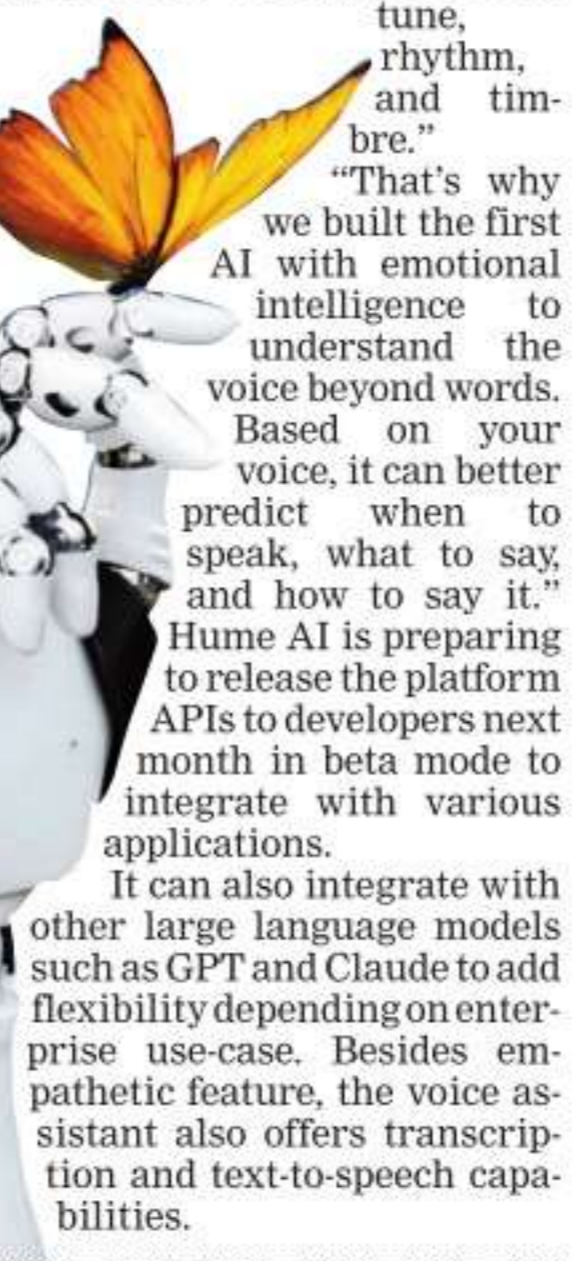 tune,
rhythm,
and tim-
bre.”
“That’s why
we built the first
AI with emotional
intelligence to
understand the
voice beyond words.
Based on your
voice, it can better
predict when to
speak, what to say,
and how to say it.”
Hume AI is preparing
to release the platform
APIs to developers next
month in beta mode to
integrate with various
applications.
It can also integrate with
other large language models
such as GPT and Claude to add
flexibility depending on enter-
prise use-case. Besides em-
pathetic feature, the voice as-
sistant also offers transcrip-
tion and text-to-speech capa-
bilities.